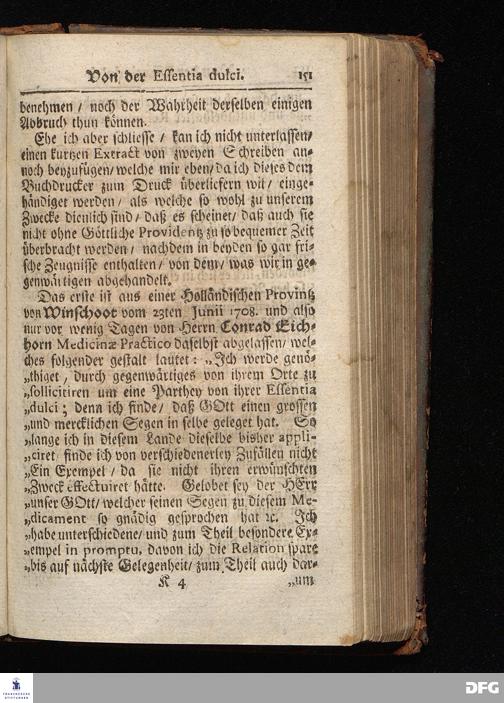 Von der Essentia dulci. 151
benehmen / noch der Wahrheit derselben einigen
Abbruch thun können.
Ehe ich aber schliesse / kan ich nicht unterlassen/
einen kurtzen Extract von zweyen Schreiben an-
noch beyzufügen/ welche mir eben/ da ich dieses dem
Buchdrucker zum Druck überliefern wil/ einge-
händiget werden / als welche so wohl zu unserem
Zwecke dienlich sind/ daß es scheinet/ daß auch sie
nicht ohne Göttliche Providentz zu so bequemer Zeit
überbracht werden / nachdem in beyden so gar fri-
sche Zeugnisse enthalten/ von dem/ was wir in ge-
genwärtigen abgehandelt.
Das erste ist aus einer Holländischen Provintz
von Winschoot vom 23ten Junii 1708. und also
nur vor wenig Tagen von Herrn Conrad Eich-
horn Medicinæ Practico daselbst abgelassen/ wel-
ches folgender gestalt lautet: „Ich werde genö-
„thiget / durch gegenwärtiges von ihrem Orte zu
„sollicitiren um eine Parthey von ihrer Essentia
„dulci; denn ich finde/ daß GOtt einen grossen
„und mercklichen Segen in selbe geleget hat. So
„lange ich in diesem Lande dieselbe bisher appli-
„ciret finde ich von verschiedenerley Zufällen nicht
„Ein Exempel / da sie nicht ihren erwünschten
„Zweck effectuiret hätte. Gelobet sey der HErr
„unser GOtt/ welcher seinen Segen zu diesem Me-
„dicament so gnädig gesprochen hat ꝛc. Ich
„habe unterschiedene/ und zum Theil besondere Ex-
„empel in promptu, davon ich die Relation spare
„bis auf nächste Gelegenheit/ zum Theil auch dar-
K 4 „um
FRANCKESCHE
STIFTUNGEN
DFG